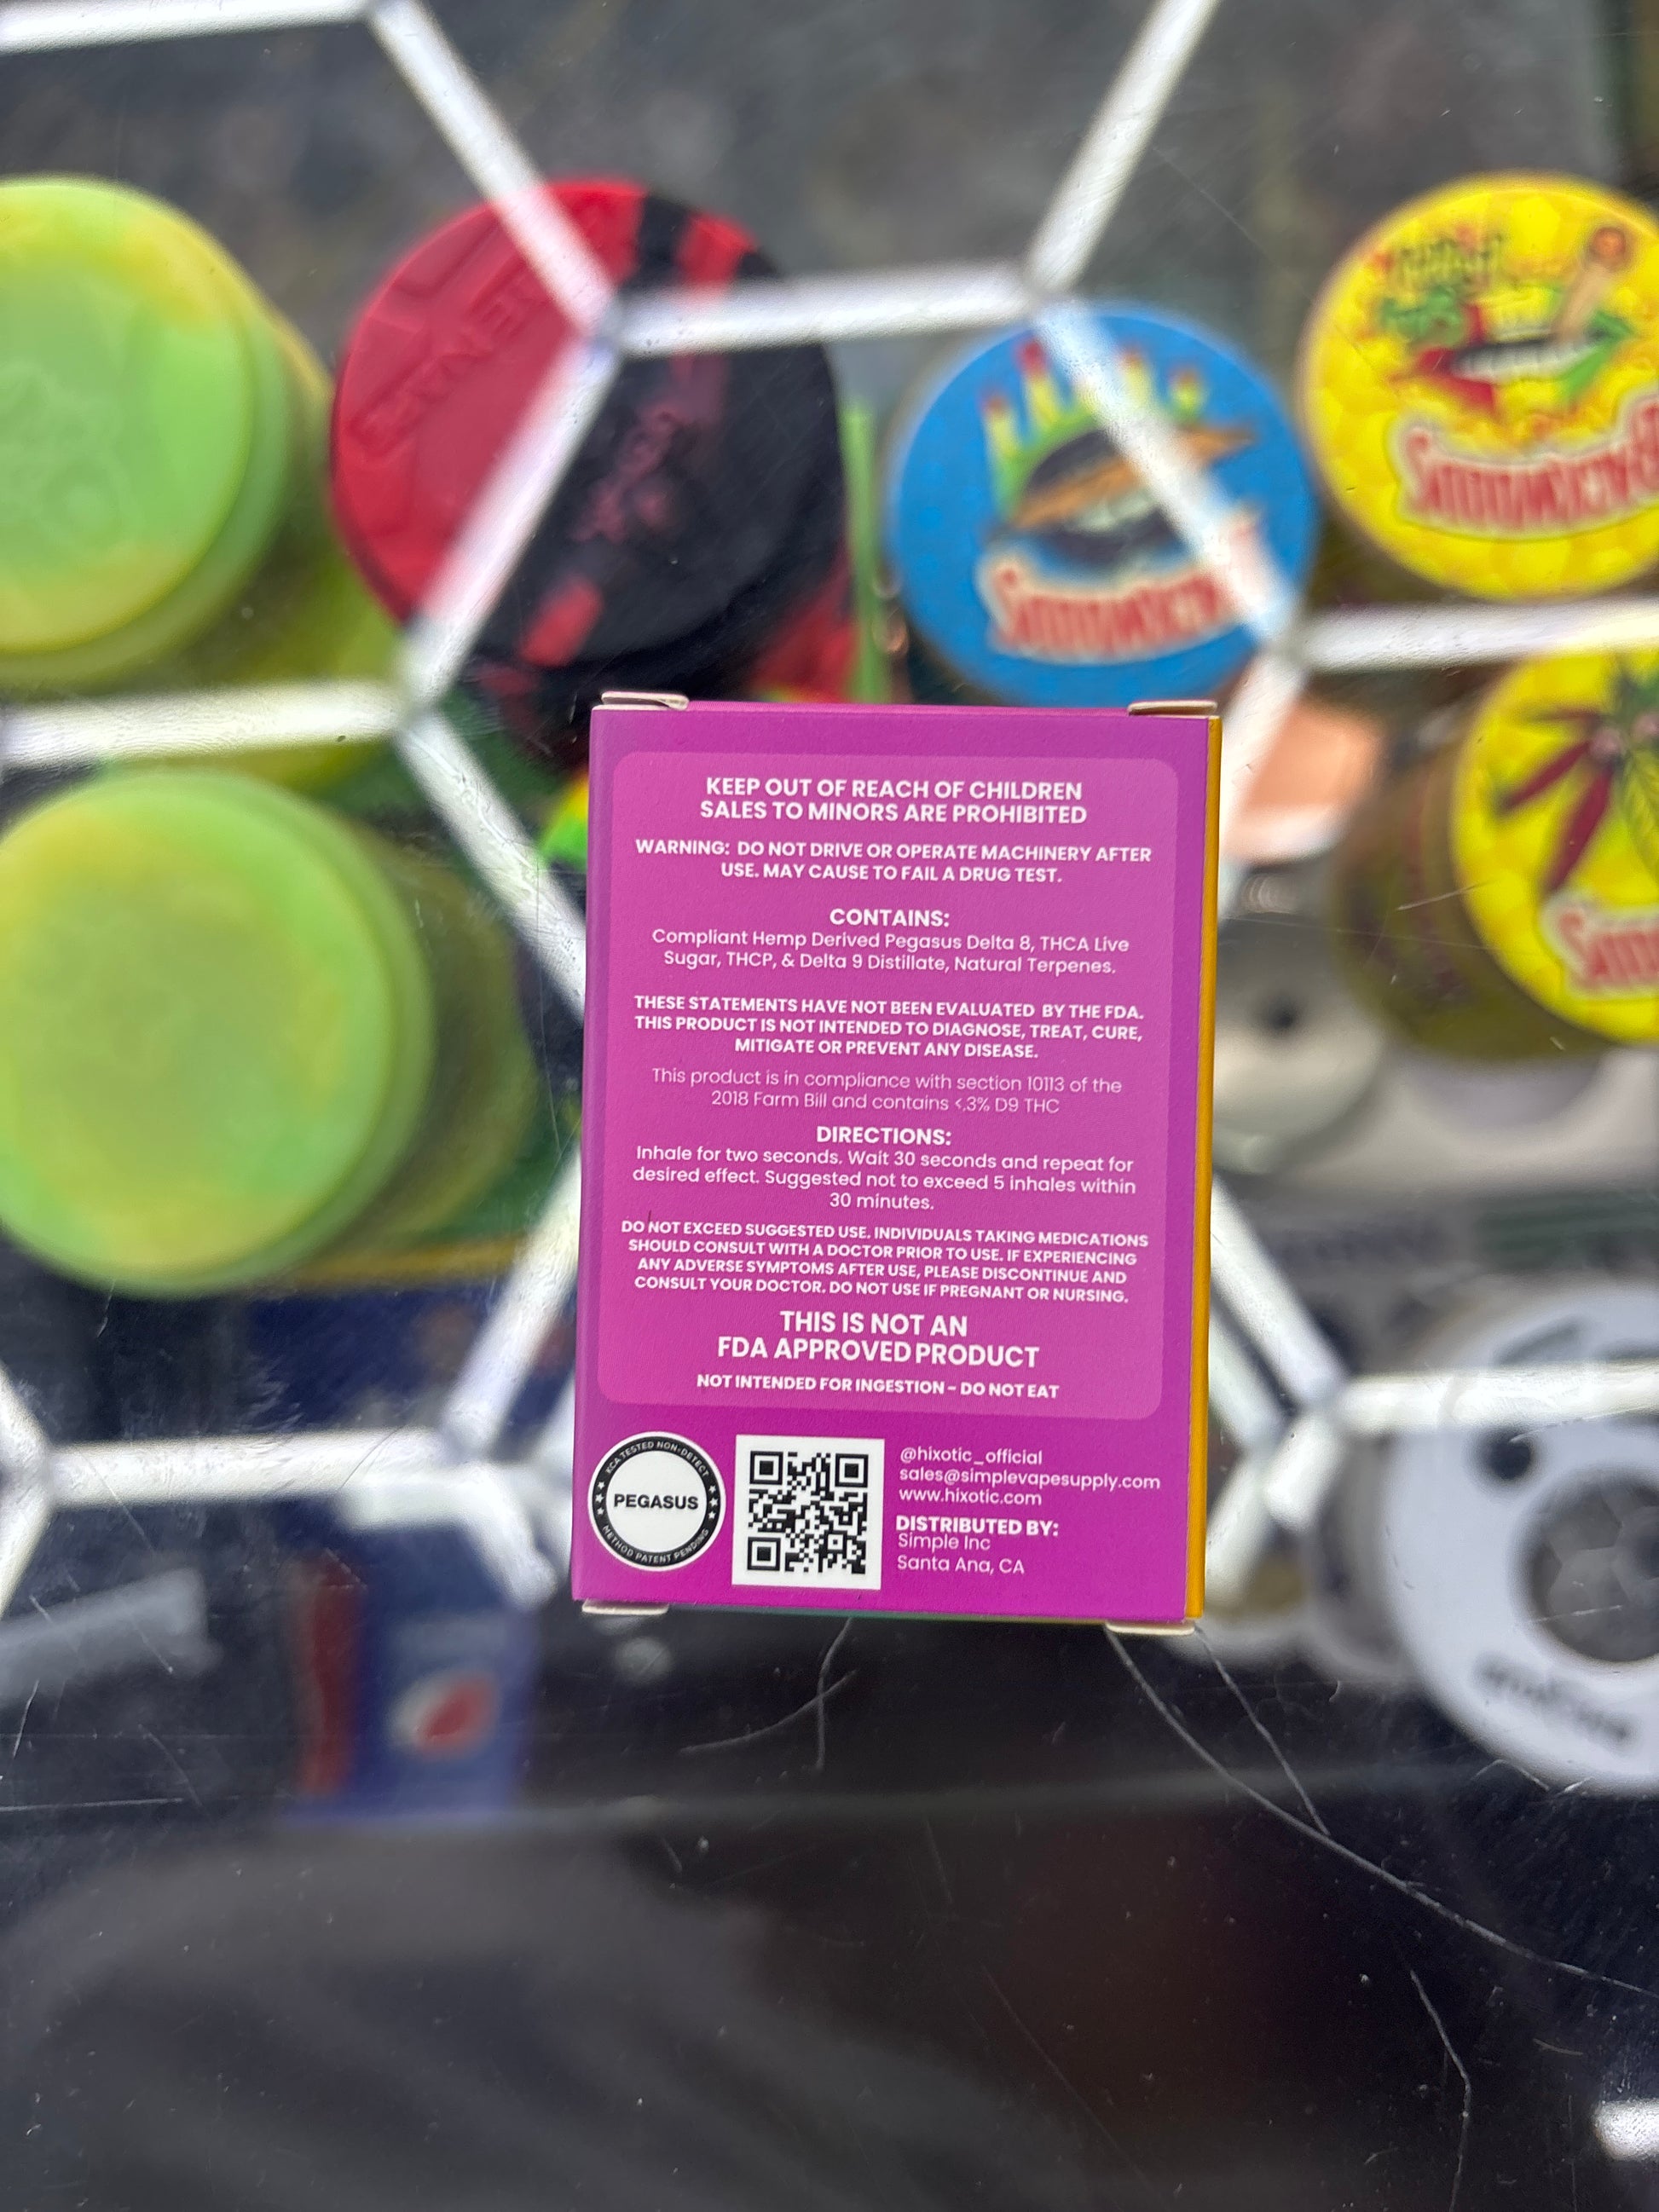 KEEP OUT OF REACH OF CHILDREN
SALES TO MINORS ARE PROHIBITED
WARNING: DO NOT DRIVE OR OPERATE MACHINERY AFTER
USE. MAY CAUSE TO FAIL A DRUG TEST.
CONTAINS:
Compliant Hemp Derived Pegasus Delta 8, THCA Live
Sugar, THCP, & Delta 9 Distillate, Natural Terpenes.
THESE STATEMENTS HAVE NOT BEEN EVALUATED BY THE FDA.
THIS PRODUCT IS NOT INTENDED TO DIAGNOSE, TREAT, CURE,
MITIGATE OR PREVENT ANY DISEASE.
This product is in compliance with section 10113 of the
2018 Farm Bill and contains <.3% D9 THC
DIRECTIONS:
Inhale for two seconds. Wait 30 seconds and repeat for
desired effect. Suggested not to exceed 5 inhales within
30 minutes.
DO NOT EXCEED SUGGESTED USE. INDIVIDUALS TAKING MEDICATIONS
SHOULD CONSULT WITH A DOCTOR PRIOR TO USE. IF EXPERIENCING
ANY ADVERSE SYMPTOMS AFTER USE, PLEASE DISCONTINUE AND
CONSULT YOUR DOCTOR. DO NOT USE IF PREGNANT OR NURSING.
THIS IS NOT AN
FDA APPROVED PRODUCT
NOT INTENDED FOR INGESTION - DO NOT EAT
KCA TESTED NON-DETECT
PEGASUS
METHOD PATENT PENDING
@hixotic_official
sales@simplevapesupply.com
www.hixotic.com
DISTRIBUTED BY:
Simple Inc
Santa Ana, CA